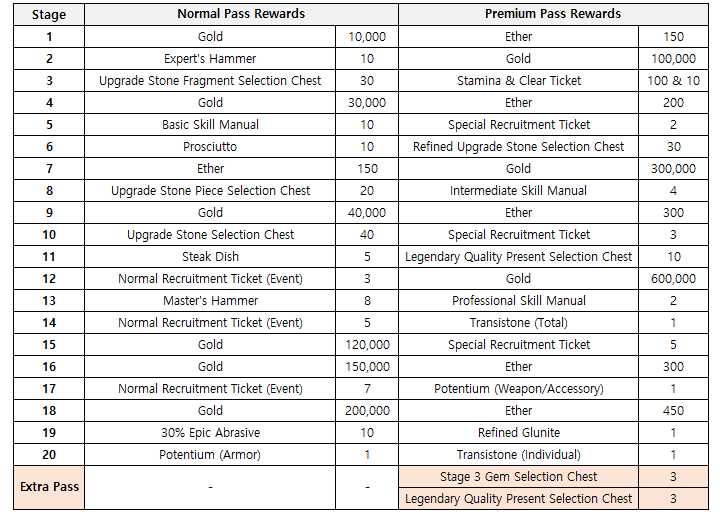 Stage Normal Pass Rewards Premium Pass Rewards
1 Gold 10,000 Ether 150
2 Expert's Hammer 10 Gold 100,000
3 Upgrade Stone Fragment Selection Chest 30 Stamina & Clear Ticket 100 & 10
4 Gold 30,000 Ether 200
5 Basic Skill Manual 10 Special Recruitment Ticket 2
6 Prosciutto 10 Refined Upgrade Stone Selection Chest 30
7 Ether 150 Gold 300,000
8 Upgrade Stone Piece Selection Chest 20 Intermediate Skill Manual 4
9 Gold 40,000 Ether 300
10 Upgrade Stone Selection Chest 40 Special Recruitment Ticket 3
11 Steak Dish 5 Legendary Quality Present Selection Chest 10
12 Normal Recruitment Ticket (Event) 3 Gold 600,000
13 Master's Hammer 8 Professional Skill Manual 2
14 Normal Recruitment Ticket (Event) 5 Transistone (Total) 1
15 Gold 120,000 Special Recruitment Ticket 5
16 Gold 150,000 Ether 300
17 Normal Recruitment Ticket (Event) 7 Potentium (Weapon/Accessory) 1
18 Gold 200,000 Ether 450
19 30% Epic Abrasive 10 Refined Glunite 1
20 Potentium (Armor) 1 Transistone (Individual) 1
Extra Pass - - Stage 3 Gem Selection Chest 3
Legendary Quality Present Selection Chest 3